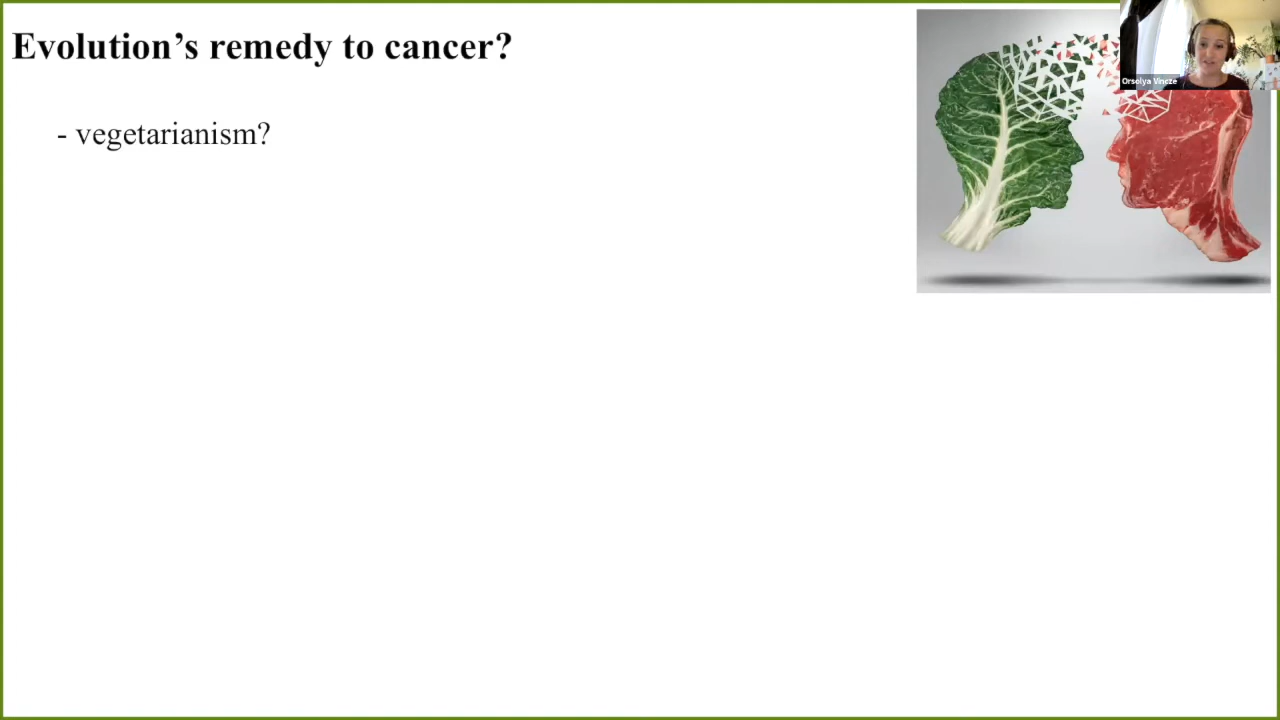 Evolution’s remedy to cancer?
Orsolya Vincze
- vegetarianism?